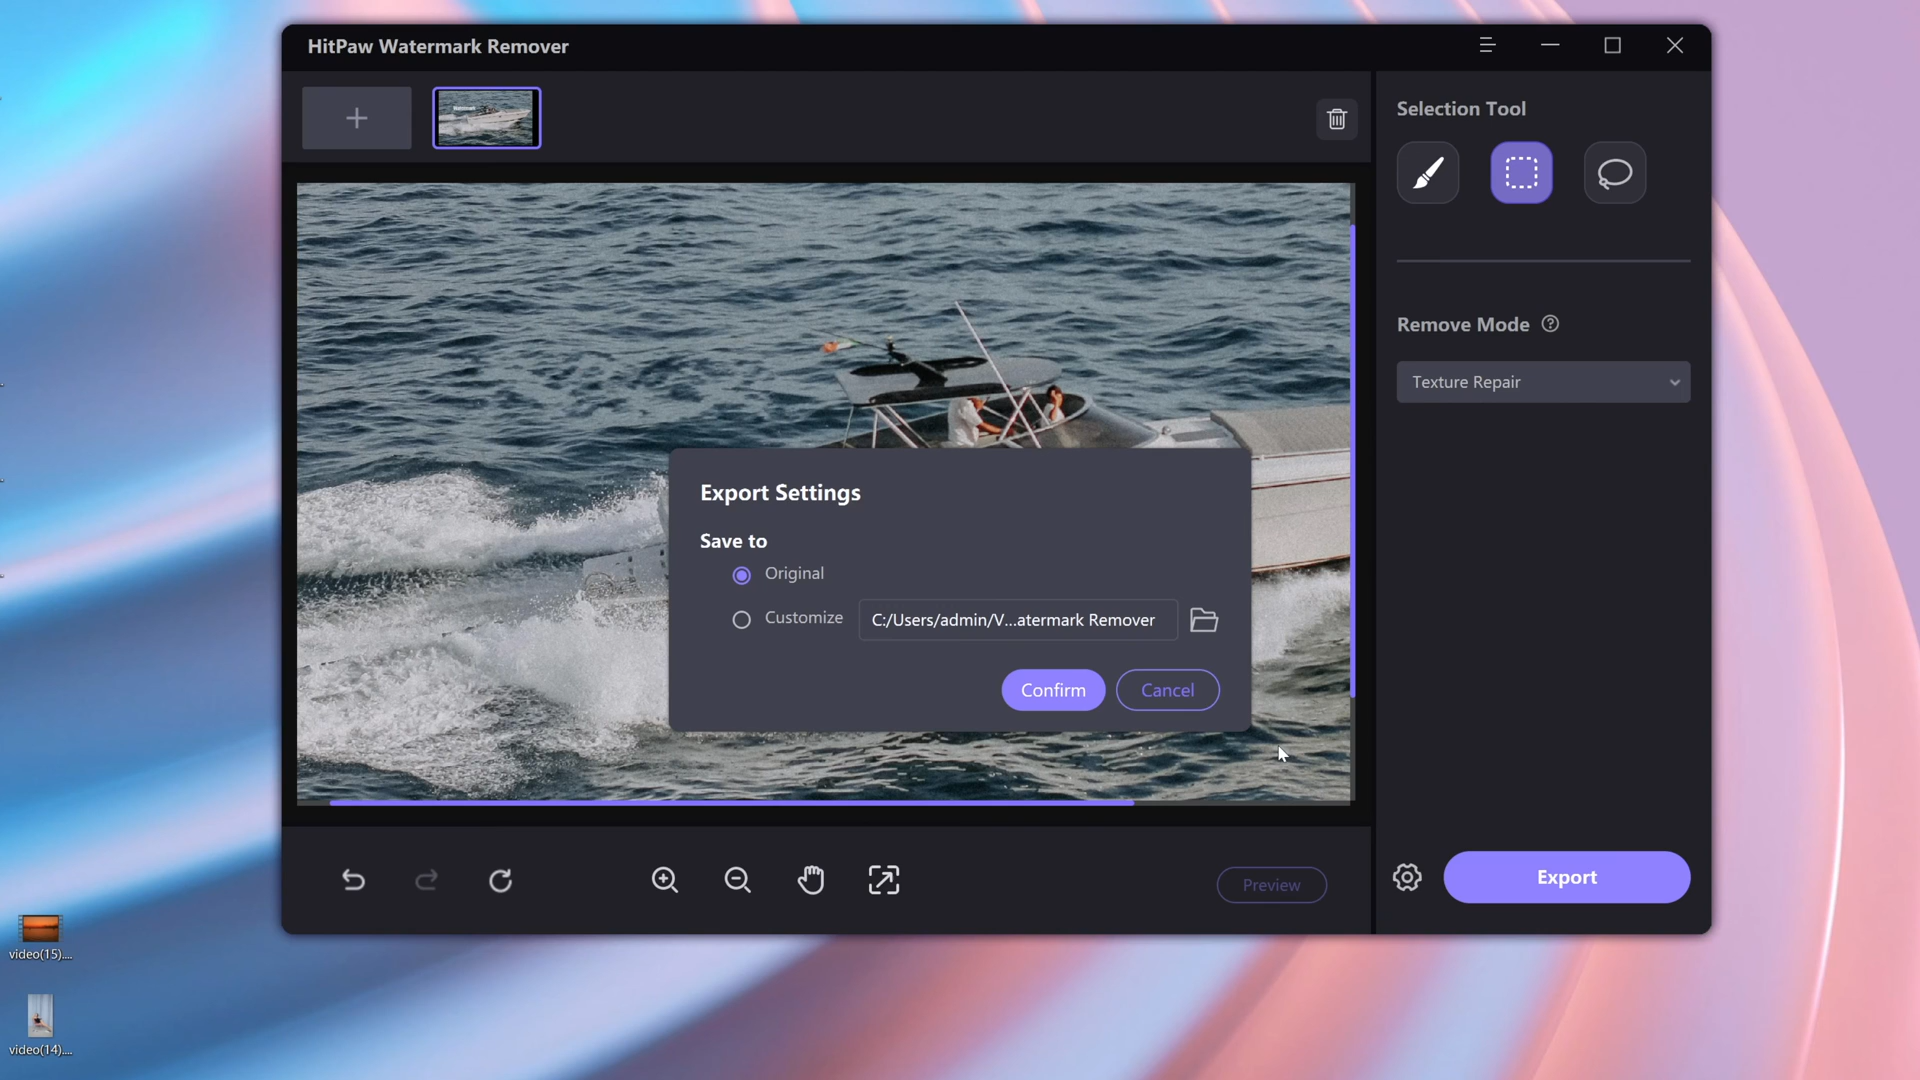 HitPaw Watermark Remover
Selection Tool
Remove Mode
Texture Repair
Export Settings
Save to
Original
Customize
C:/Users/admin/V...atermark Remover
Confirm
Cancel
Preview
Export
video(15)....
video(14)....